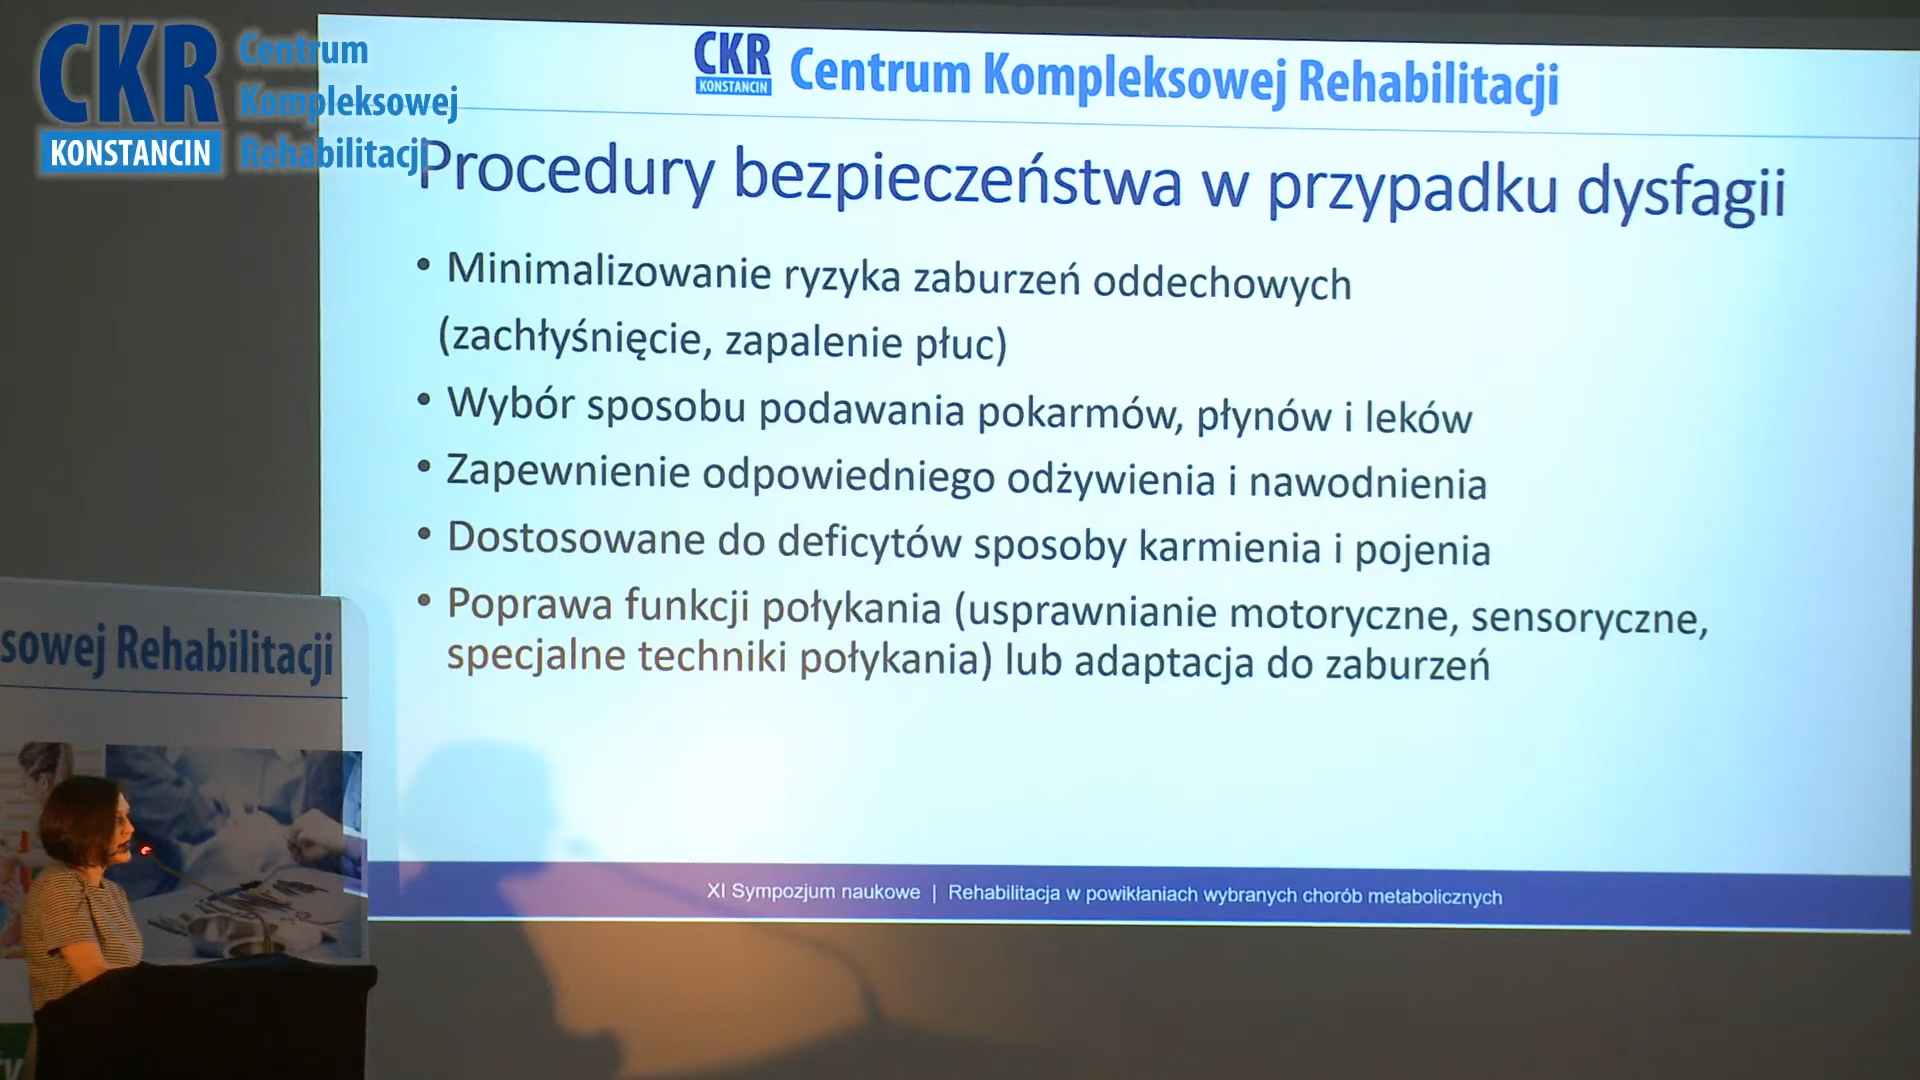 CKR
KONSTANCIN
Centrum
Kompleksowej
Rehabilitacji
CKR
KONSTANCIN
Centrum Kompleksowej Rehabilitacji
Procedury bezpieczeństwa w przypadku dysfagii
• Minimalizowanie ryzyka zaburzeń oddechowych
(zachłyśnięcie, zapalenie płuc)
• Wybór sposobu podawania pokarmów, płynów i leków
• Zapewnienie odpowiedniego odżywienia i nawodnienia
• Dostosowane do deficytów sposoby karmienia i pojenia
• Poprawa funkcji połykania (usprawnianie motoryczne, sensoryczne,
specjalne techniki połykania) lub adaptacja do zaburzeń
XI Sympozjum naukowe | Rehabilitacja w powikłaniach wybranych chorób metabolicznych
sowej Rehabilitacji